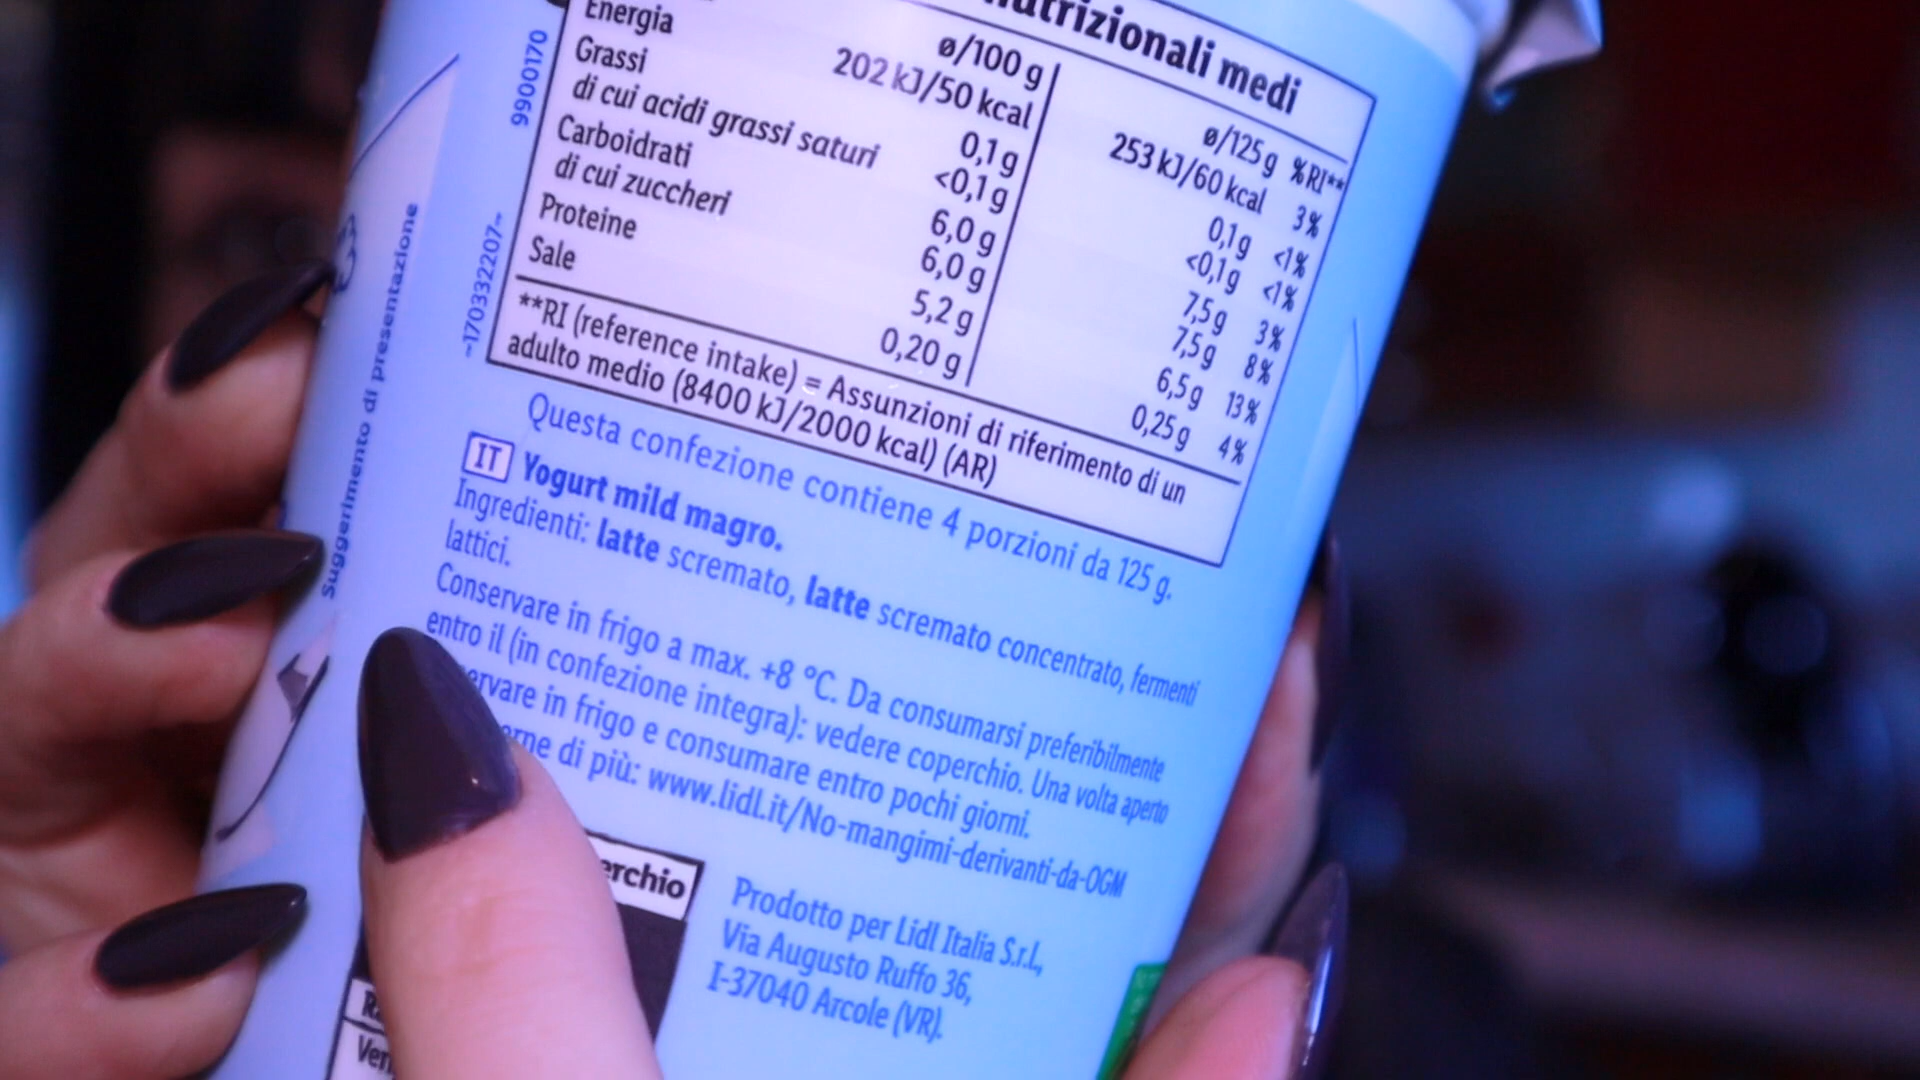 nutrizionali medi
ø/100 g ø/125 g %RI**
Energia 202 kJ/50 kcal 253 kJ/60 kcal 3%
Grassi 0,1 g 0,1 g <1%
di cui acidi grassi saturi <0,1 g <0,1 g <1%
Carboidrati 6,0 g 7,5 g 3%
di cui zuccheri 6,0 g 7,5 g 8%
Proteine 5,2 g 6,5 g 13%
Sale 0,20 g 0,25 g 4%
**RI (reference intake) = Assunzioni di riferimento di un
adulto medio (8400 kJ/2000 kcal) (AR)
Questa confezione contiene 4 porzioni da 125 g.
IT Yogurt mild magro.
Ingredienti: latte scremato, latte scremato concentrato, fermenti
lattici.
Conservare in frigo a max. +8 °C. Da consumarsi preferibilmente
entro il (in confezione integra): vedere coperchio. Una volta aperto
ervare in frigo e consumare entro pochi giorni.
erne di più: www.lidl.it/No-mangimi-derivanti-da-OGM
erchio
Prodotto per Lidl Italia S.r.l.,
Via Augusto Ruffo 36,
I-37040 Arcole (VR).
Ven
9900170
~170332207~
Suggerimento di presentazione